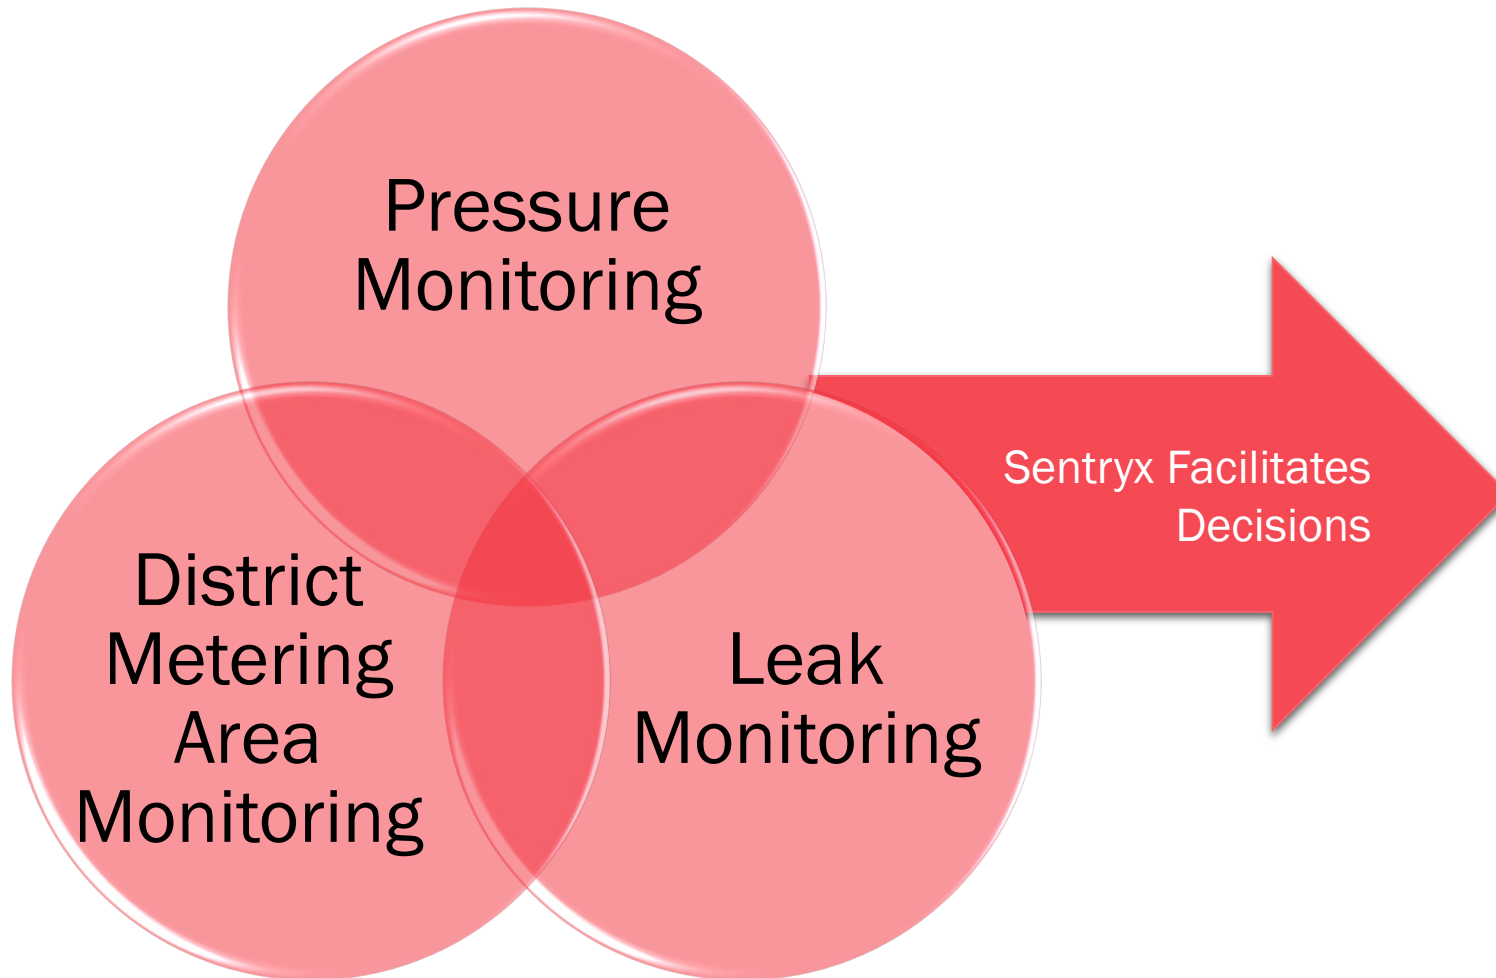 Pressure
Monitoring
Sentryx Facilitates
Decisions
District
Metering
Area
Monitoring
Leak
Monitoring